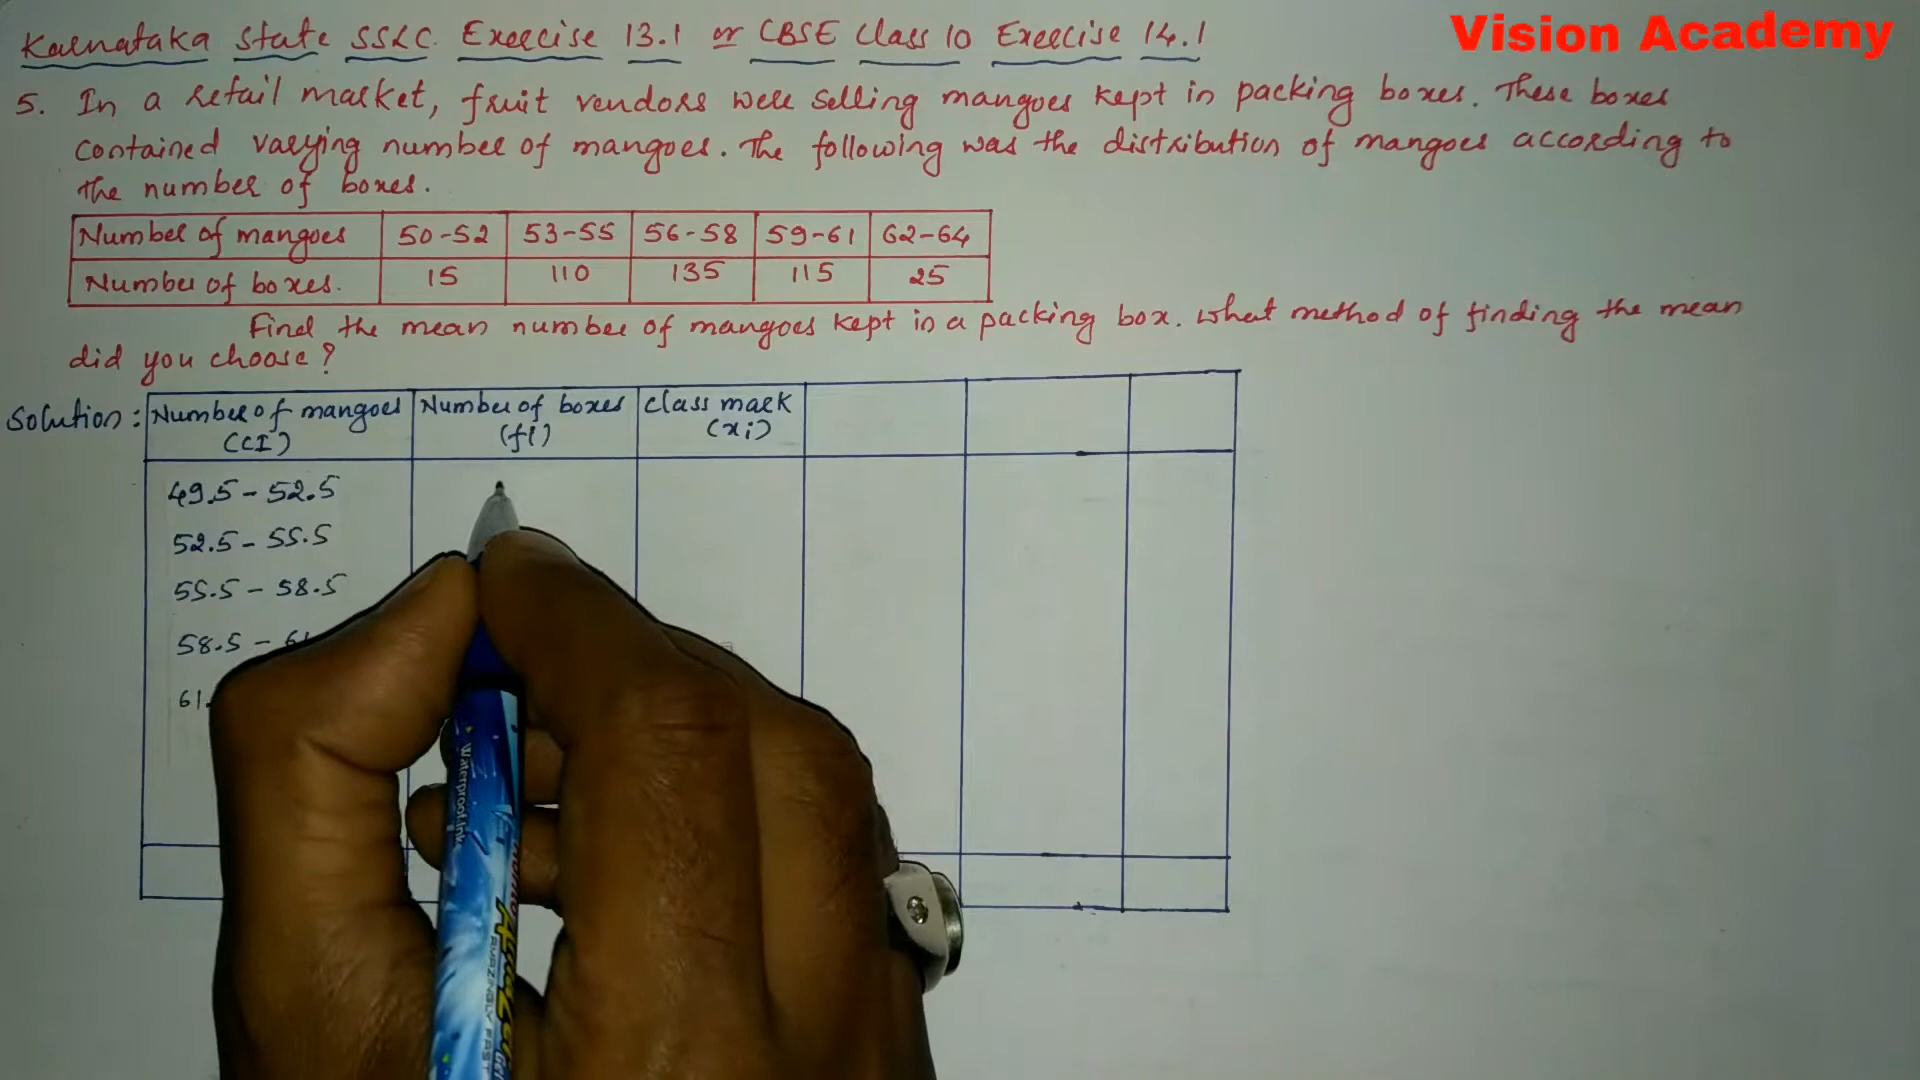 Karnataka State SSLC Exercise 13.1 or CBSE Class 10 Exercise 14.1
Vision Academy
5. In a retail market, fruit vendors were selling mangoes kept in packing boxes. These boxes
contained varying number of mangoes. The following was the distribution of mangoes according to
the number of boxes.
Number of mangoes 50-52 53-55 56-58 59-61 62-64
Number of boxes. 15 110 135 115 25
Find the mean number of mangoes kept in a packing box. What method of finding the mean
did you choose?
Solution: Number of mangoes (CI) Number of boxes (fi) Class mark (xi)
49.5 - 52.5
52.5 - 55.5
55.5 - 58.5
58.5 - 
61.
Waterproof Ink